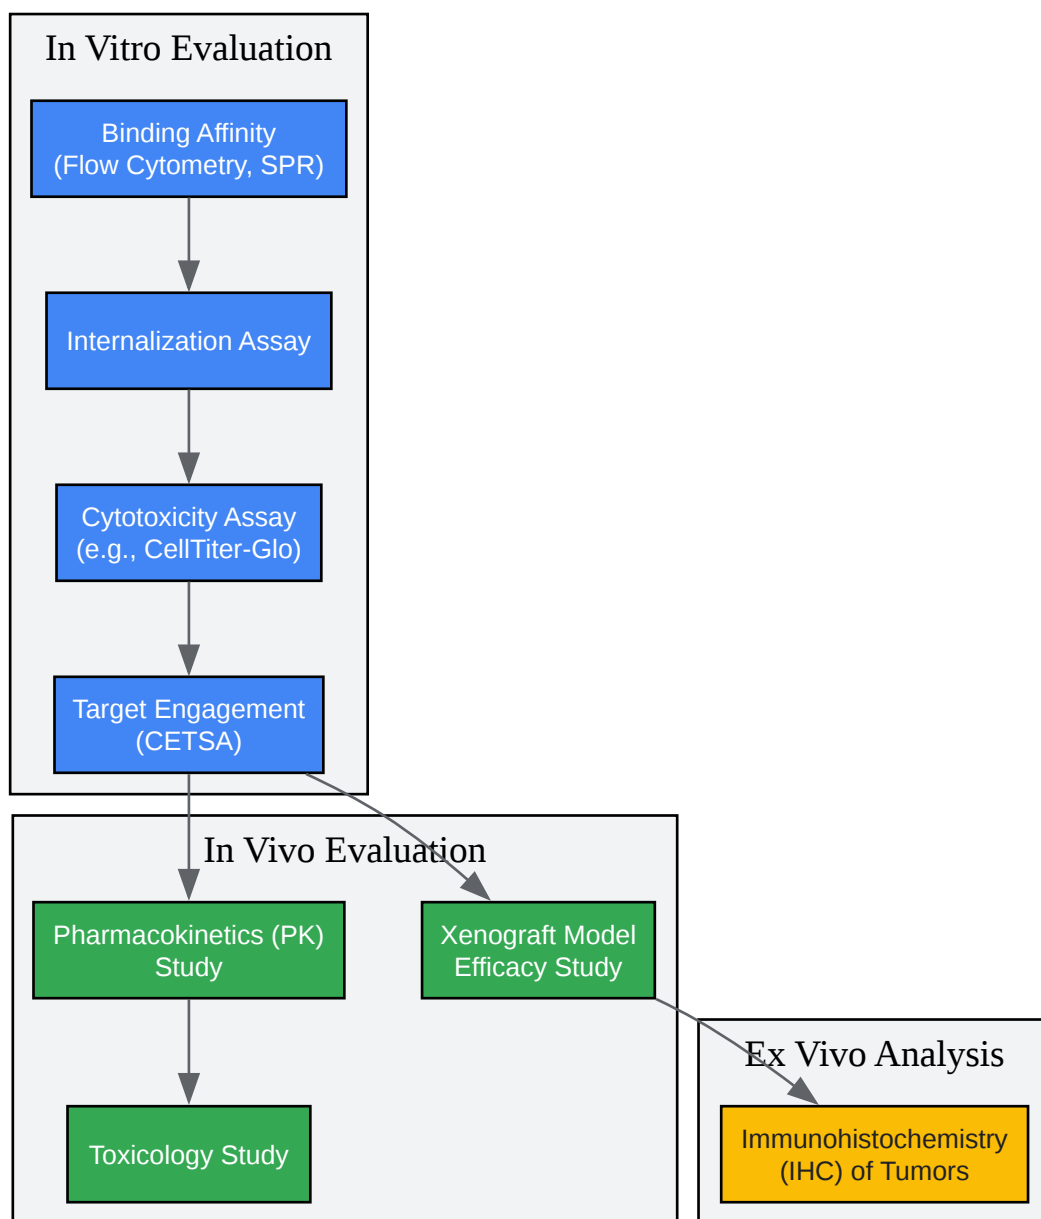 In Vitro Evaluation
Binding Affinity
(Flow Cytometry, SPR)
Internalization Assay
Cytotoxicity Assay
(e.g., CellTiter-Glo)
Target Engagement
(CETSA)
In Vivo Evaluation
Pharmacokinetics (PK)
Study
Xenograft Model
Efficacy Study
Toxicology Study
Ex Vivo Analysis
Immunohistochemistry
(IHC) of Tumors